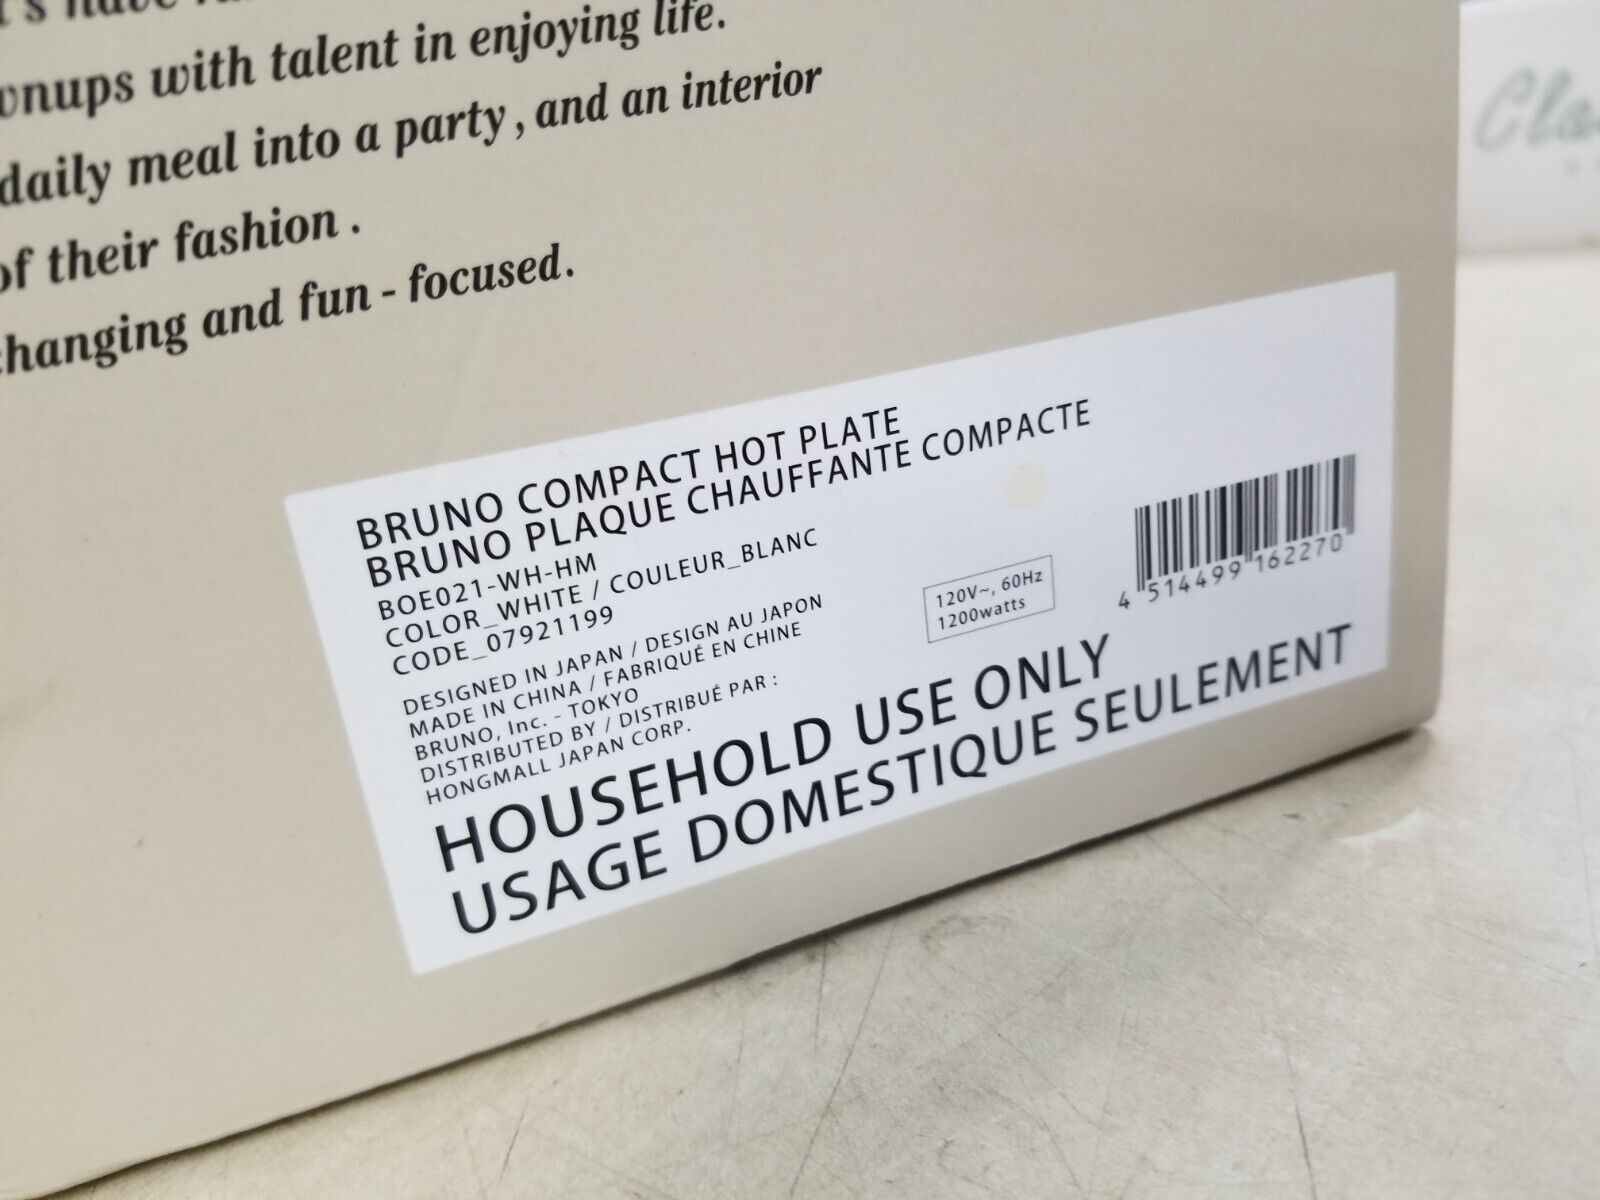 with talent in enjoying life.
daily meal into a party, and an interior
of their fashion .
changing and fun - focused.
BRUNO COMPACT HOT PLATE
BRUNO PLAQUE CHAUFFANTE COMPACTE
BOE021-WH-HM
COLOR_WHITE / COULEUR_BLANC
CODE_07921199
DESIGNED IN JAPAN / DESIGN AU JAPON
MADE IN CHINA / FABRIQUÉ EN CHINE
BRUNO, Inc. - TOKYO
DISTRIBUTED BY / DISTRIBUÉ PAR :
HONGMALL JAPAN CORP.
120V~, 60Hz
1200watts
4 514499 162270
HOUSEHOLD USE ONLY
USAGE DOMESTIQUE SEULEMENT